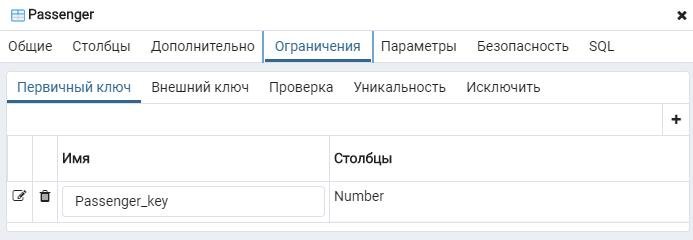 Passenger
Общие Столбцы Дополнительно Ограничения Параметры Безопасность SQL
Первичный ключ Внешний ключ Проверка Уникальность Исключить
Имя Столбцы
Passenger_key Number